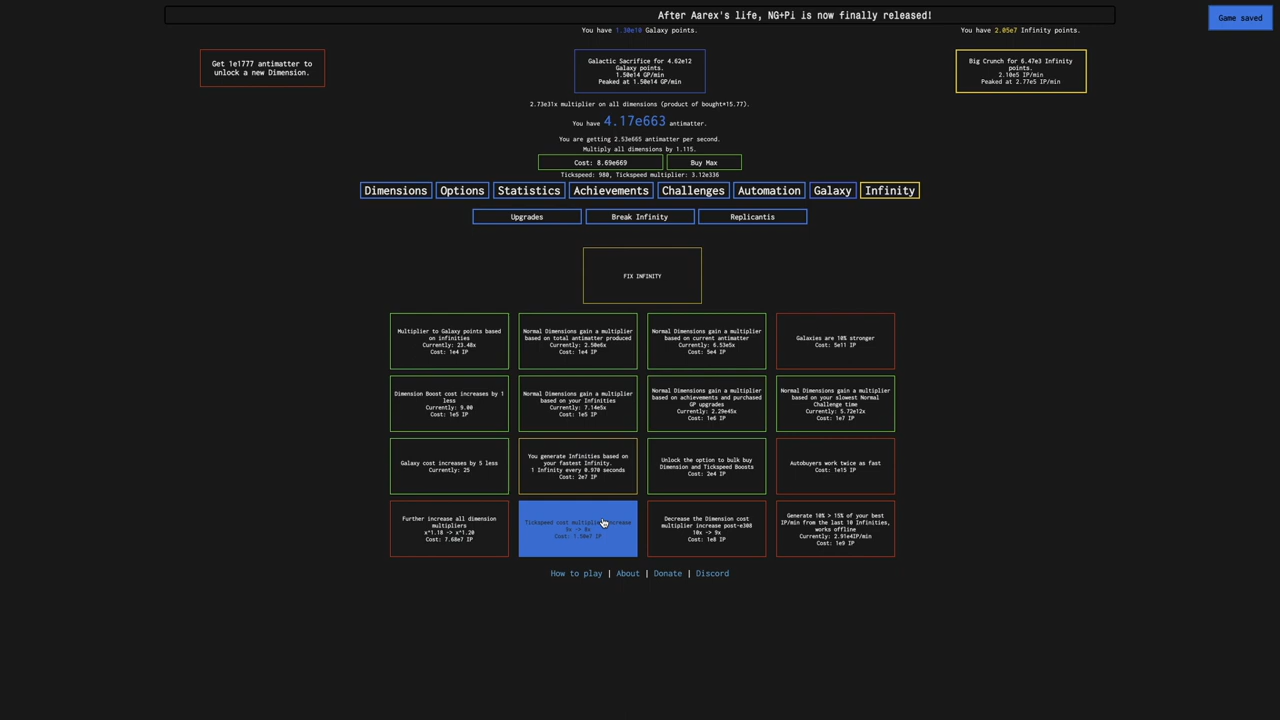 After Aarex's life, NG+Pi is now finally released!
Game saved
You have 1.30e10 Galaxy points.
You have 2.05e7 Infinity points.
Get 1e1777 antimatter to
unlock a new Dimension.
Galactic Sacrifice for 4.62e12
Galaxy points.
1.50e14 GP/min
Peaked at 1.50e14 GP/min
Big Crunch for 6.47e3 Infinity
points.
2.10e5 IP/min
Peaked at 2.77e5 IP/min
2.73e31x multiplier on all dimensions (product of bought*15.77).
You have 4.17e663 antimatter.
You are getting 2.53e665 antimatter per second.
Multiply all dimensions by 1.115.
Cost: 8.69e669
Buy Max
Tickspeed: 980, Tickspeed multiplier: 3.12e336
Dimensions
Options
Statistics
Achievements
Challenges
Automation
Galaxy
Infinity
Upgrades
Break Infinity
Replicantis
FIX INFINITY
Multiplier to Galaxy points based
on infinities
Currently: 23.48x
Cost: 1e4 IP
Normal Dimensions gain a multiplier
based on total antimatter produced
Currently: 2.50e6x
Cost: 1e4 IP
Normal Dimensions gain a multiplier
based on current antimatter
Currently: 6.53e5x
Cost: 5e4 IP
Galaxies are 10% stronger
Cost: 5e11 IP
Dimension Boost cost increases by 1
less
Currently: 9.00
Cost: 1e5 IP
Normal Dimensions gain a multiplier
based on your Infinities
Currently: 7.14e5x
Cost: 1e5 IP
Normal Dimensions gain a multiplier
based on achievements and purchased
GP upgrades
Currently: 2.29e45x
Cost: 1e6 IP
Normal Dimensions gain a multiplier
based on your slowest Normal
Challenge time
Currently: 5.72e12x
Cost: 1e7 IP
Galaxy cost increases by 5 less
Currently: 25
You generate Infinities based on
your fastest Infinity.
1 Infinity every 0.970 seconds
Cost: 2e7 IP
Unlock the option to bulk buy
Dimension and Tickspeed Boosts
Cost: 2e4 IP
Autobuyers work twice as fast
Cost: 1e15 IP
Further increase all dimension
multipliers
x^1.18 -> x^1.20
Cost: 7.68e7 IP
Tickspeed cost multiplier increase
9x -> 8x
Cost: 1.50e7 IP
Decrease the Dimension cost
multiplier increase post-e308
10x -> 9x
Cost: 1e8 IP
Generate 10% > 15% of your best
IP/min from the last 10 Infinities,
works offline
Currently: 2.91e4IP/min
Cost: 1e9 IP
How to play | About | Donate | Discord